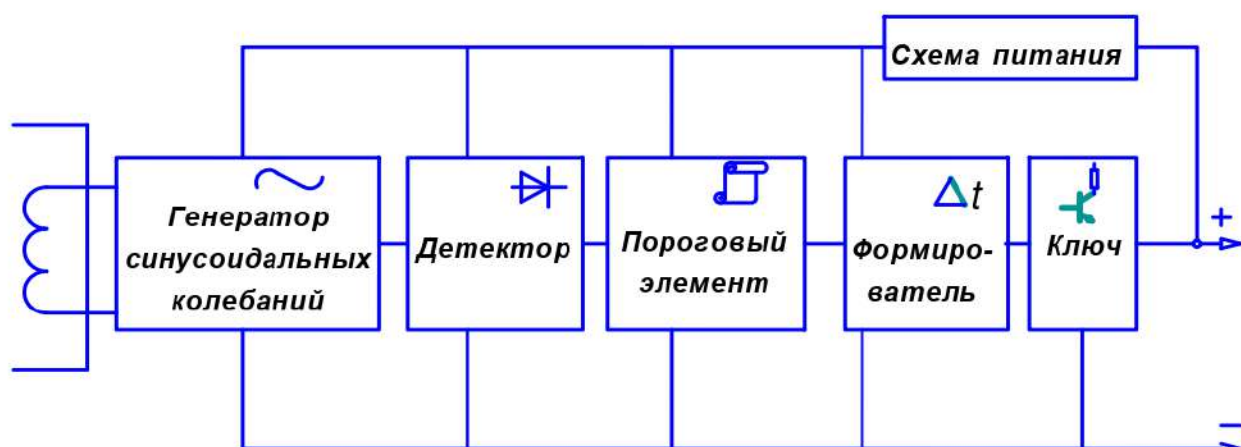 Схема питания
Генератор
синусоидальных
колебаний
Детектор
Пороговый
элемент
Δt
Формиро-
ватель
Ключ
+
–